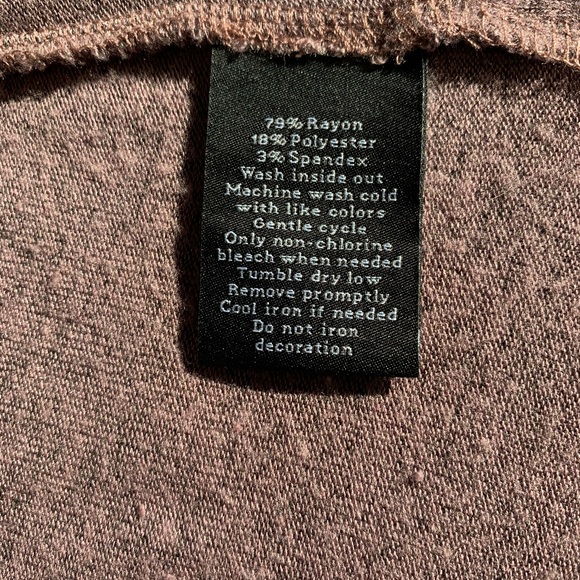 79% Rayon
18% Polyester
3% Spandex
Wash inside out
Machine wash cold
with like colors
Gentle cycle
Only non-chlorine
bleach when needed
Tumble dry low
Remove promptly
Cool iron if needed
Do not iron
decoration